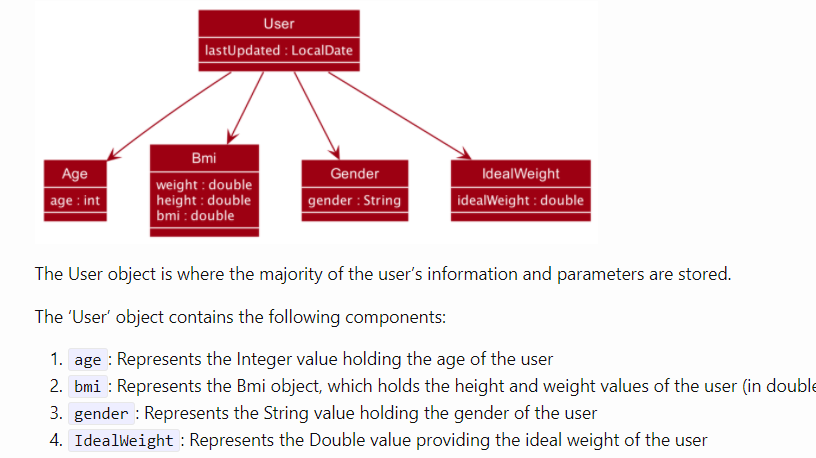 User
lastUpdated : LocalDate
Age
age : int
Bmi
weight : double
height : double
bmi : double
Gender
gender : String
IdealWeight
idealWeight : double
The User object is where the majority of the user’s information and parameters are stored.
The ‘User’ object contains the following components:
1. age : Represents the Integer value holding the age of the user
2. bmi : Represents the Bmi object, which holds the height and weight values of the user (in double
3. gender : Represents the String value holding the gender of the user
4. IdealWeight : Represents the Double value providing the ideal weight of the user